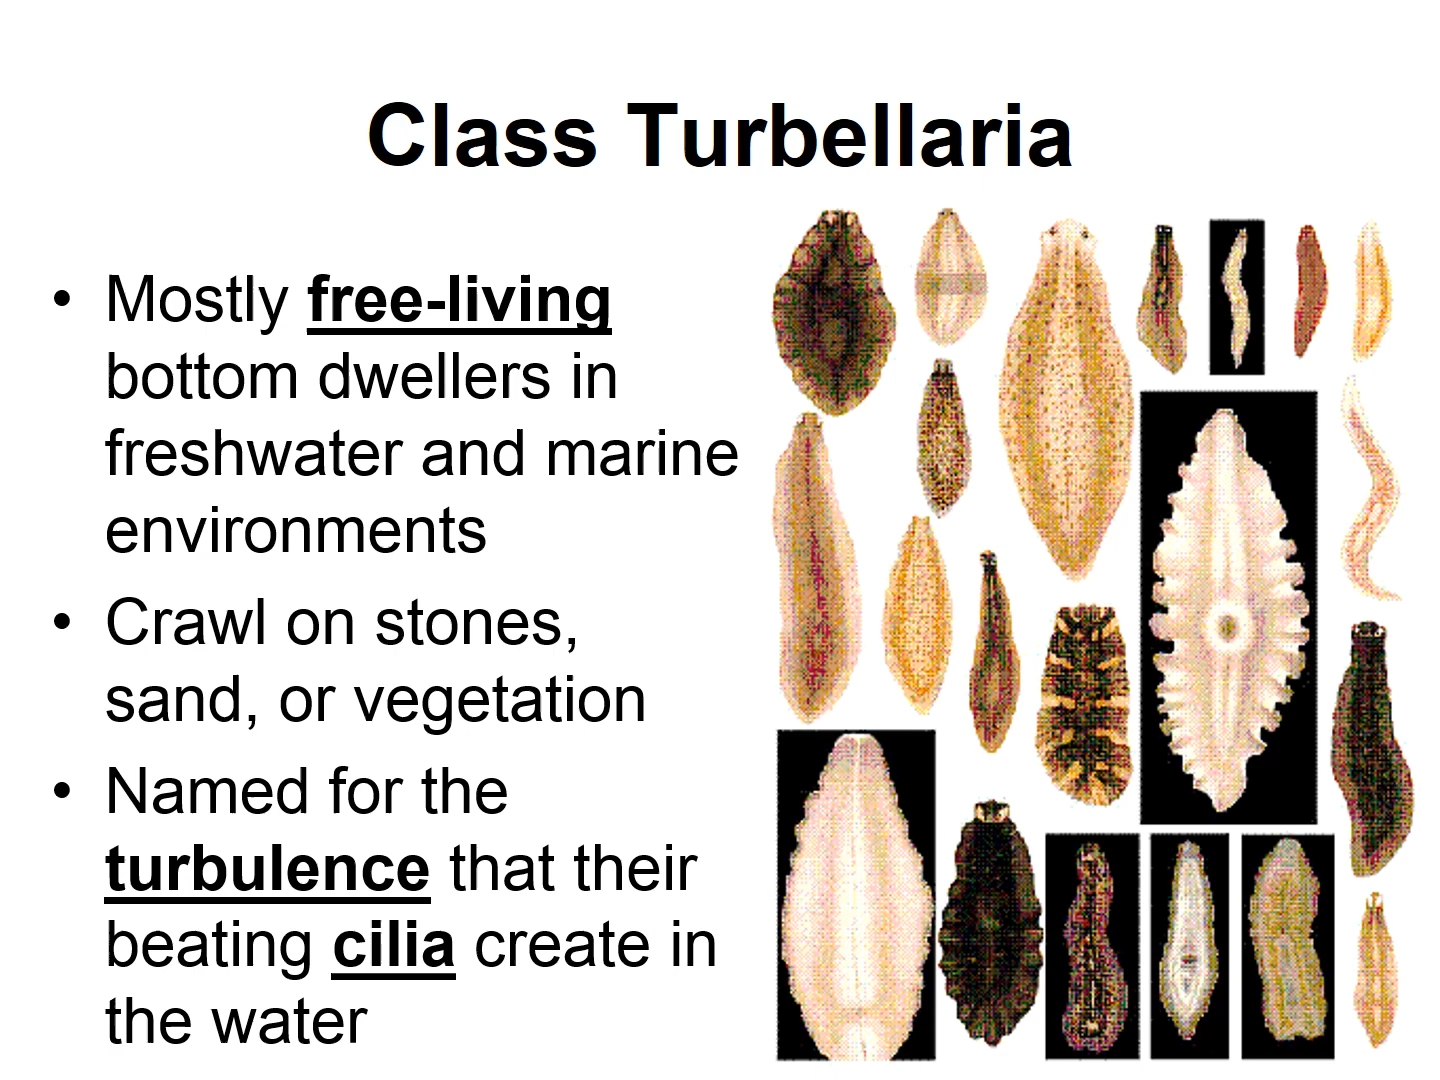 Class Turbellaria
• Mostly free-living
bottom dwellers in
freshwater and marine
environments
• Crawl on stones,
sand, or vegetation
• Named for the
turbulence that their
beating cilia create in
the water